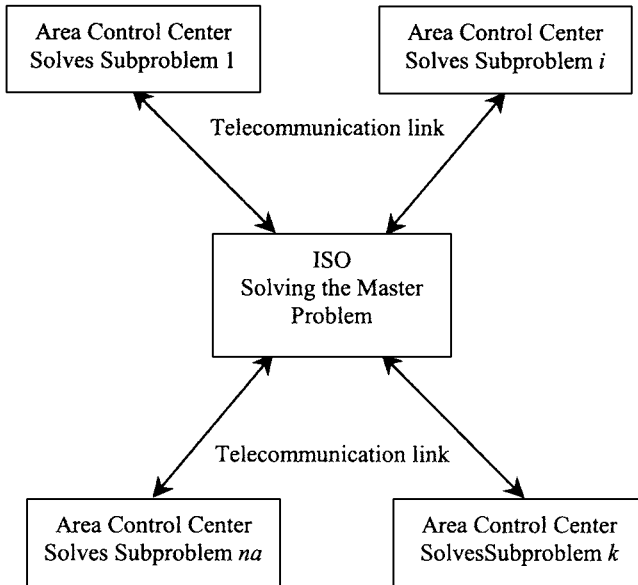 Area Control Center
Solves Subproblem 1
Area Control Center
Solves Subproblem i
Telecommunication link
ISO
Solving the Master
Problem
Telecommunication link
Area Control Center
Solves Subproblem na
Area Control Center
SolvesSubproblem k